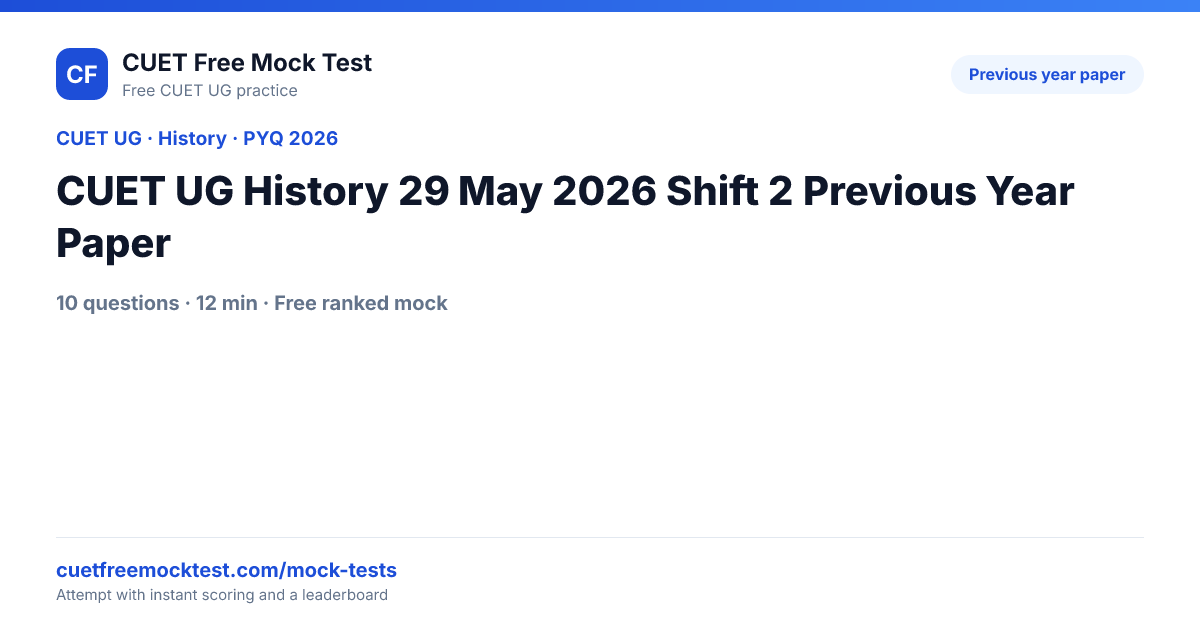 CF
CUET Free Mock Test
Free CUET UG practice
Previous year paper
CUET UG · History · PYQ 2026
CUET UG History 29 May 2026 Shift 2 Previous Year
Paper
10 questions · 12 min · Free ranked mock
cuetfreemocktest.com/mock-tests
Attempt with instant scoring and a leaderboard